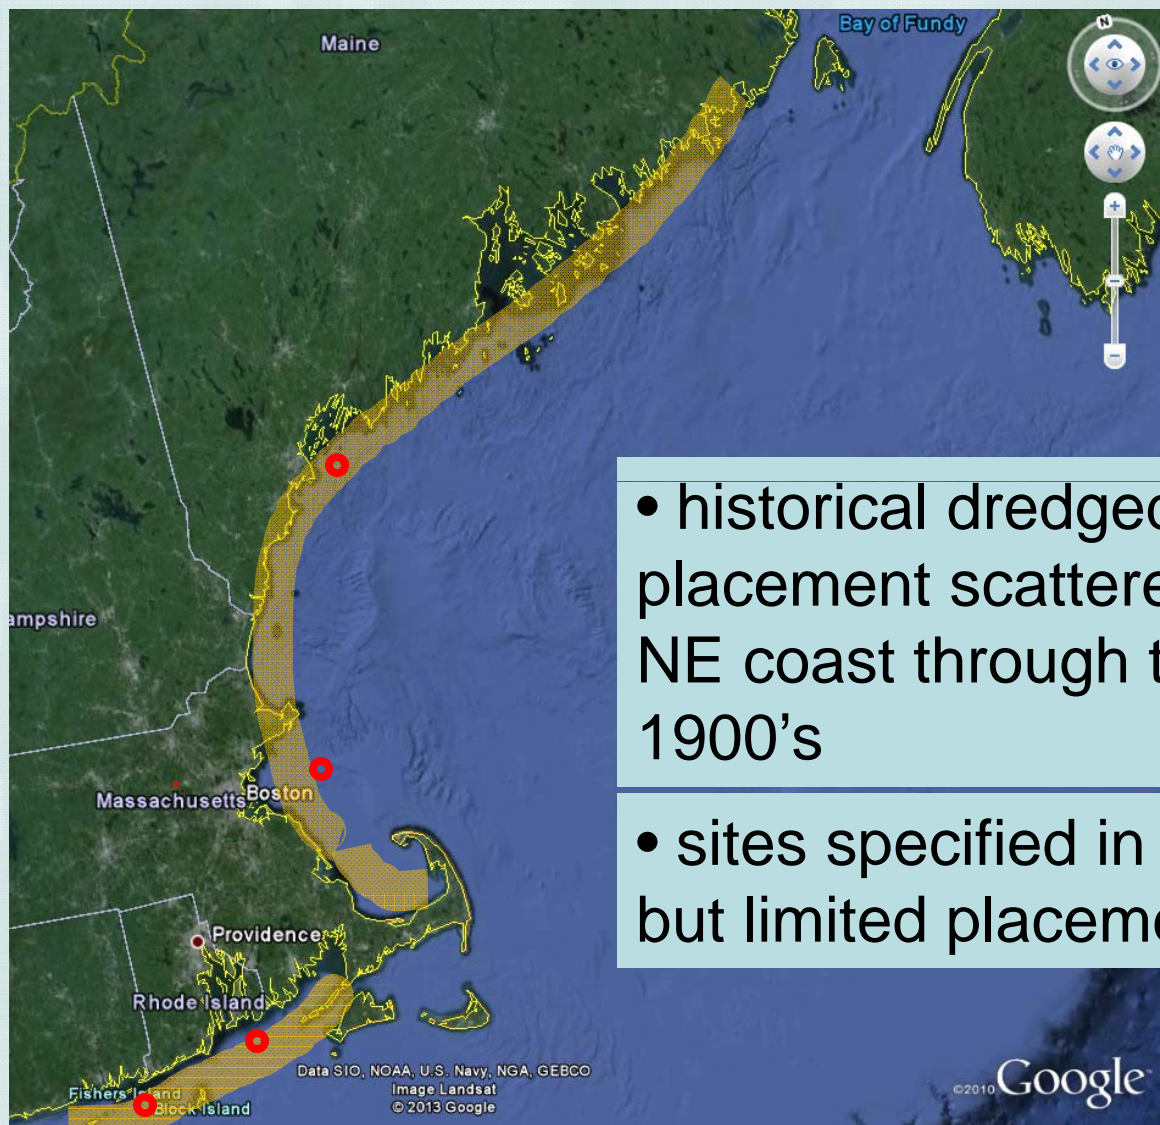 Bay of Fundy
Maine
N
• historical dredged
placement scattere
NE coast through t
1900’s
ampshire
Massachusetts
Boston
• sites specified in
but limited placeme
Providence
Rhode Island
Data SIO, NOAA, U.S. Navy, NGA, GEBCO
Image Landsat
© 2013 Google
Fishers Island
Block Island
©2010 Google